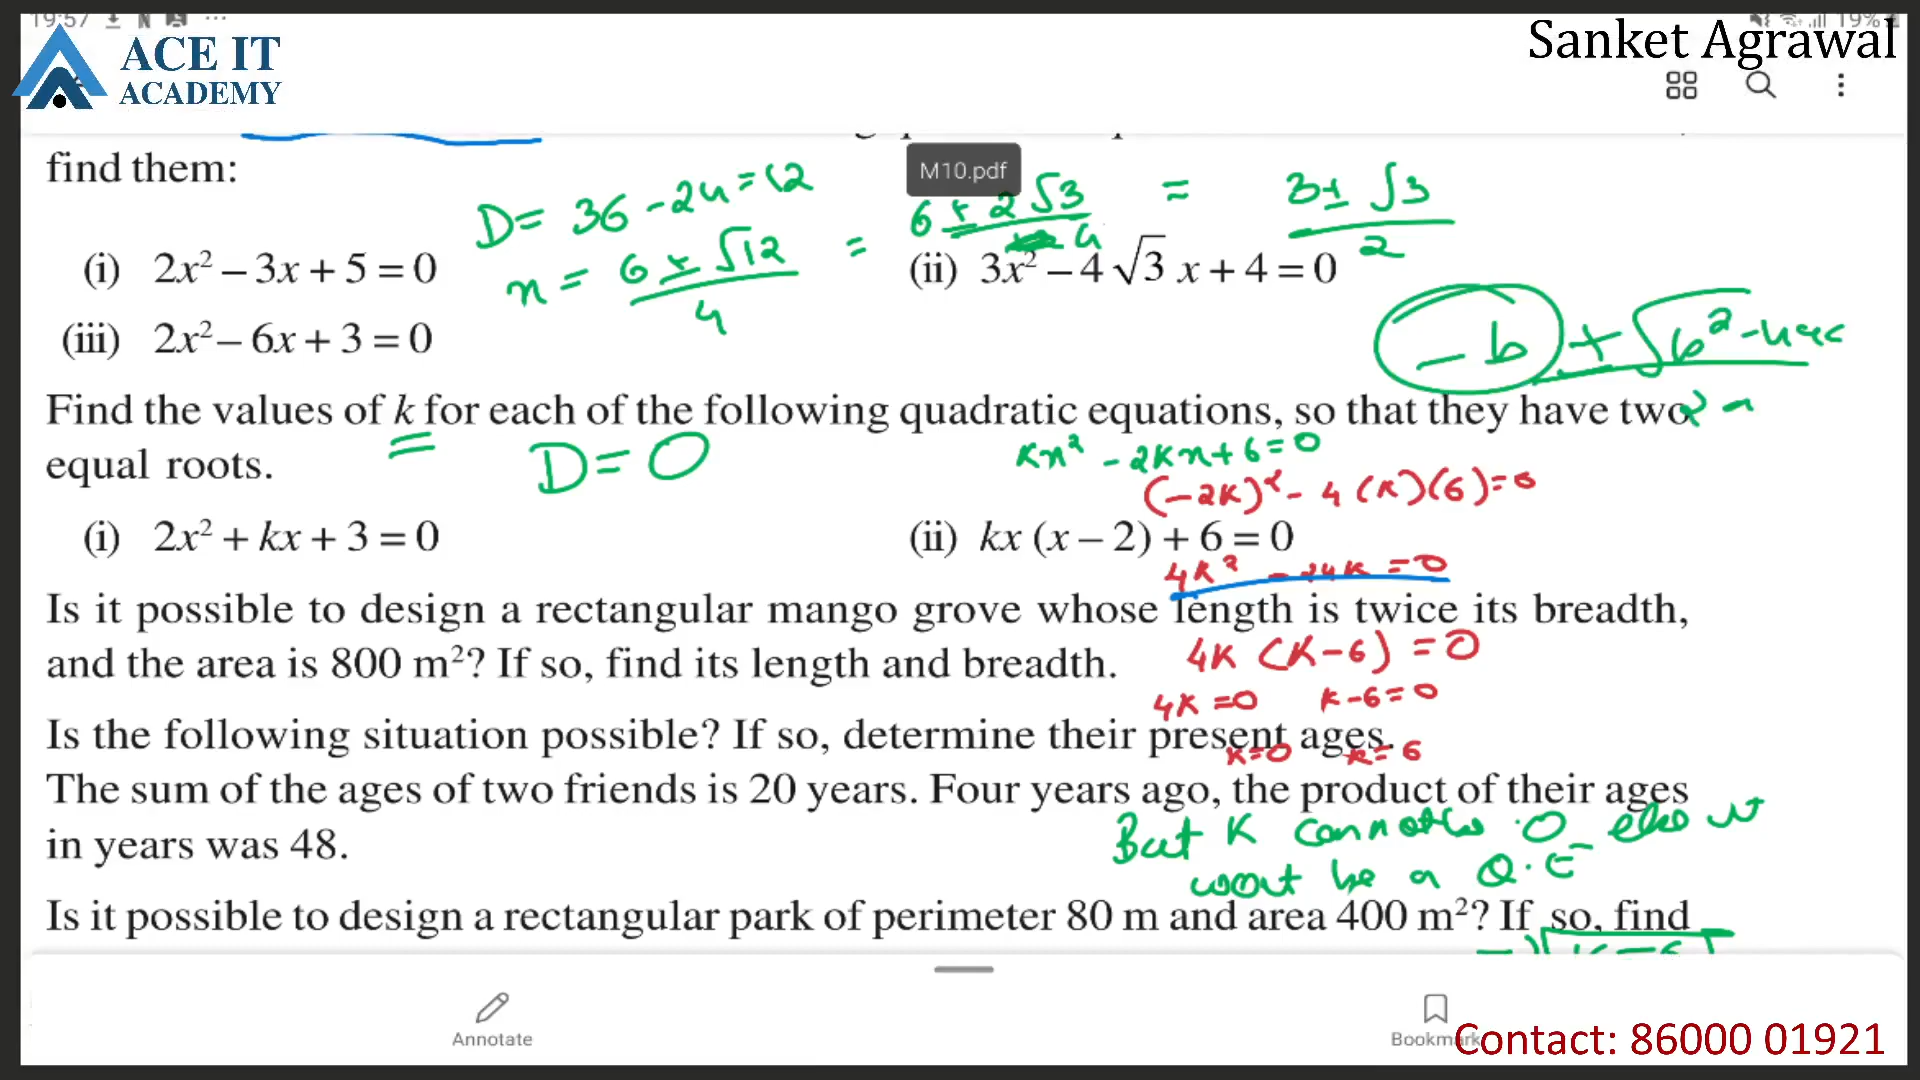 19:57
19%
ACE IT
ACADEMY
Sanket Agrawal
find them:
M10.pdf
D = 36 - 24 = 12
6 ± 2√3 / 4 = 3 ± √3 / 2
(i) 2x² – 3x + 5 = 0
x = 6 ± √12 / 4 =
(ii) 3x² – 4√3 x + 4 = 0
(iii) 2x² – 6x + 3 = 0
- b ± √b² - 4ac / 2a
Find the values of k for each of the following quadratic equations, so that they have two
equal roots.
D = 0
kx² - 2kx + 6 = 0
(-2k)² - 4(k)(6) = 0
(i) 2x² + kx + 3 = 0
(ii) kx (x – 2) + 6 = 0
4k² - 24k = 0
Is it possible to design a rectangular mango grove whose length is twice its breadth,
and the area is 800 m²? If so, find its length and breadth.
4k (k-6) = 0
4k = 0 k-6 = 0
Is the following situation possible? If so, determine their present ages.
k = 0 k = 6
The sum of the ages of two friends is 20 years. Four years ago, the product of their ages
in years was 48.
But k cannot be 0 else it
wont be a Q.E
Is it possible to design a rectangular park of perimeter 80 m and area 400 m²? If so, find
Annotate
Bookmark
Contact: 86000 01921